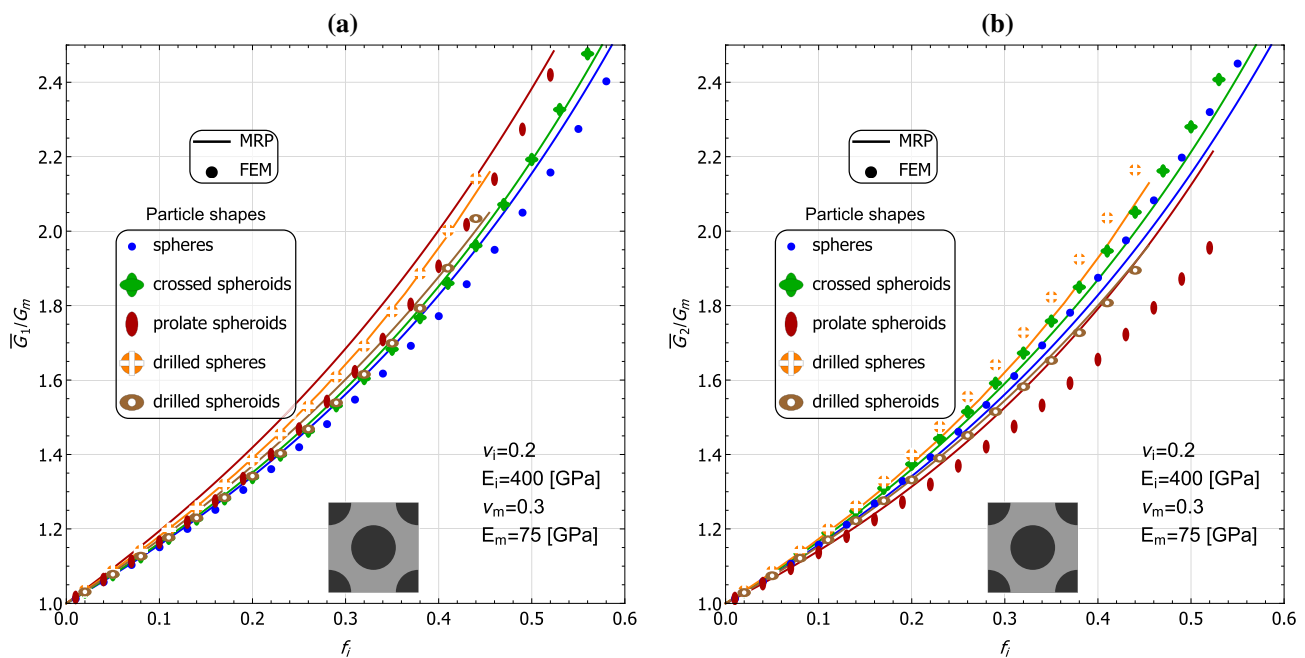 (a)
2.4
2.2
2.0
1.8
1.6
1.4
1.2
1.0
G̅₁/Gₘ
MRP
FEM
Particle shapes
spheres
crossed spheroids
prolate spheroids
drilled spheres
drilled spheroids
νᵢ=0.2
Eᵢ=400 [GPa]
νₘ=0.3
Eₘ=75 [GPa]
0.0 0.1 0.2 0.3 0.4 0.5 0.6
fᵢ
(b)
2.4
2.2
2.0
1.8
1.6
1.4
1.2
1.0
G̅₂/Gₘ
MRP
FEM
Particle shapes
spheres
crossed spheroids
prolate spheroids
drilled spheres
drilled spheroids
νᵢ=0.2
Eᵢ=400 [GPa]
νₘ=0.3
Eₘ=75 [GPa]
0.0 0.1 0.2 0.3 0.4 0.5 0.6
fᵢ